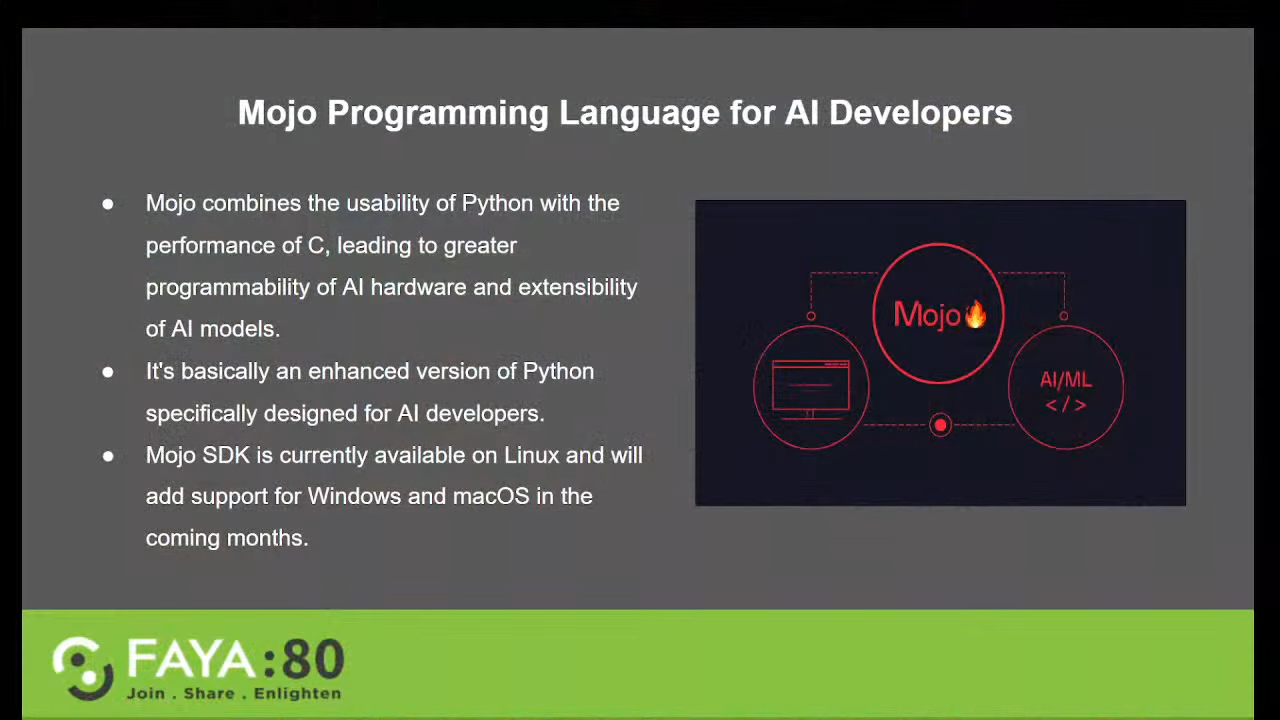 Mojo Programming Language for AI Developers
● Mojo combines the usability of Python with the
performance of C, leading to greater
programmability of AI hardware and extensibility
of AI models.
● It's basically an enhanced version of Python
specifically designed for AI developers.
● Mojo SDK is currently available on Linux and will
add support for Windows and macOS in the
coming months.
Mojo🔥
AI/ML
</>
FAYA:80
Join . Share . Enlighten